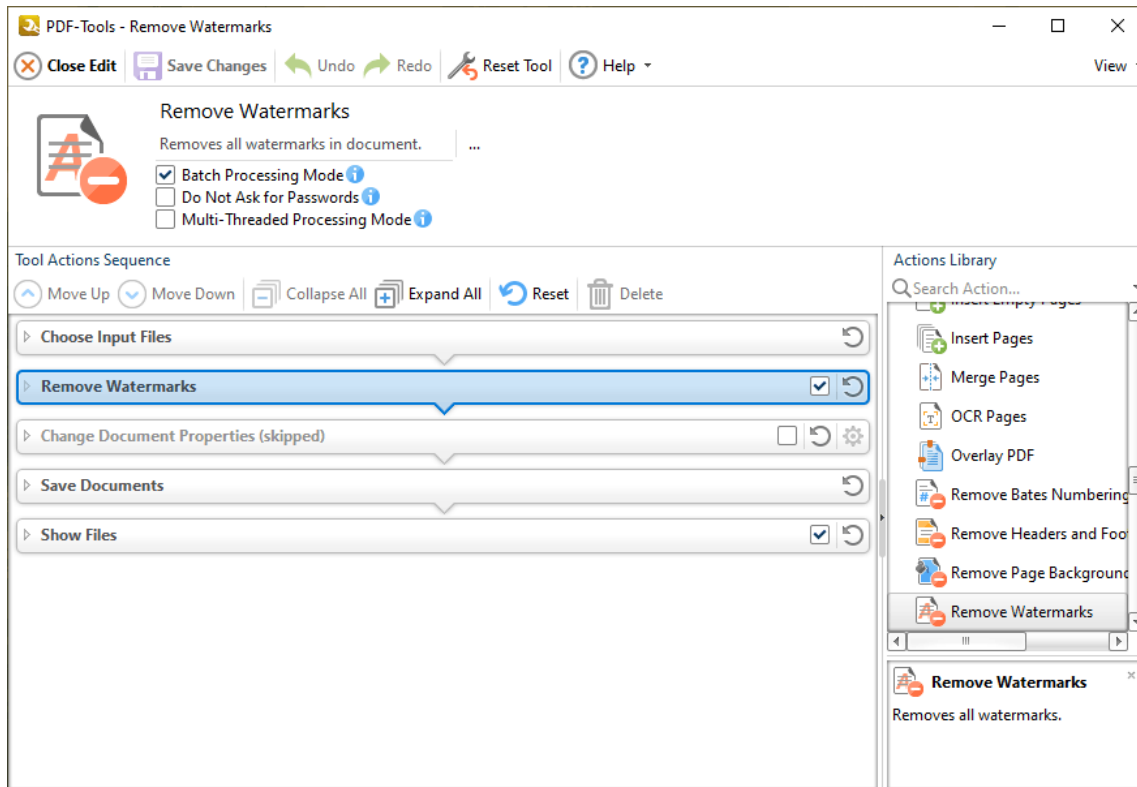 PDF-Tools - Remove Watermarks
Close Edit Save Changes Undo Redo Reset Tool ? Help View
Remove Watermarks
Removes all watermarks in document. ...
Batch Processing Mode
Do Not Ask for Passwords
Multi-Threaded Processing Mode
Tool Actions Sequence
Move Up Move Down Collapse All Expand All Reset Delete
Choose Input Files
Remove Watermarks
Change Document Properties (skipped)
Save Documents
Show Files
Actions Library
Search Action...
Insert Empty Pages
Insert Pages
Merge Pages
OCR Pages
Overlay PDF
Remove Bates Numbering
Remove Headers and Foo
Remove Page Background
Remove Watermarks
Remove Watermarks
Removes all watermarks.